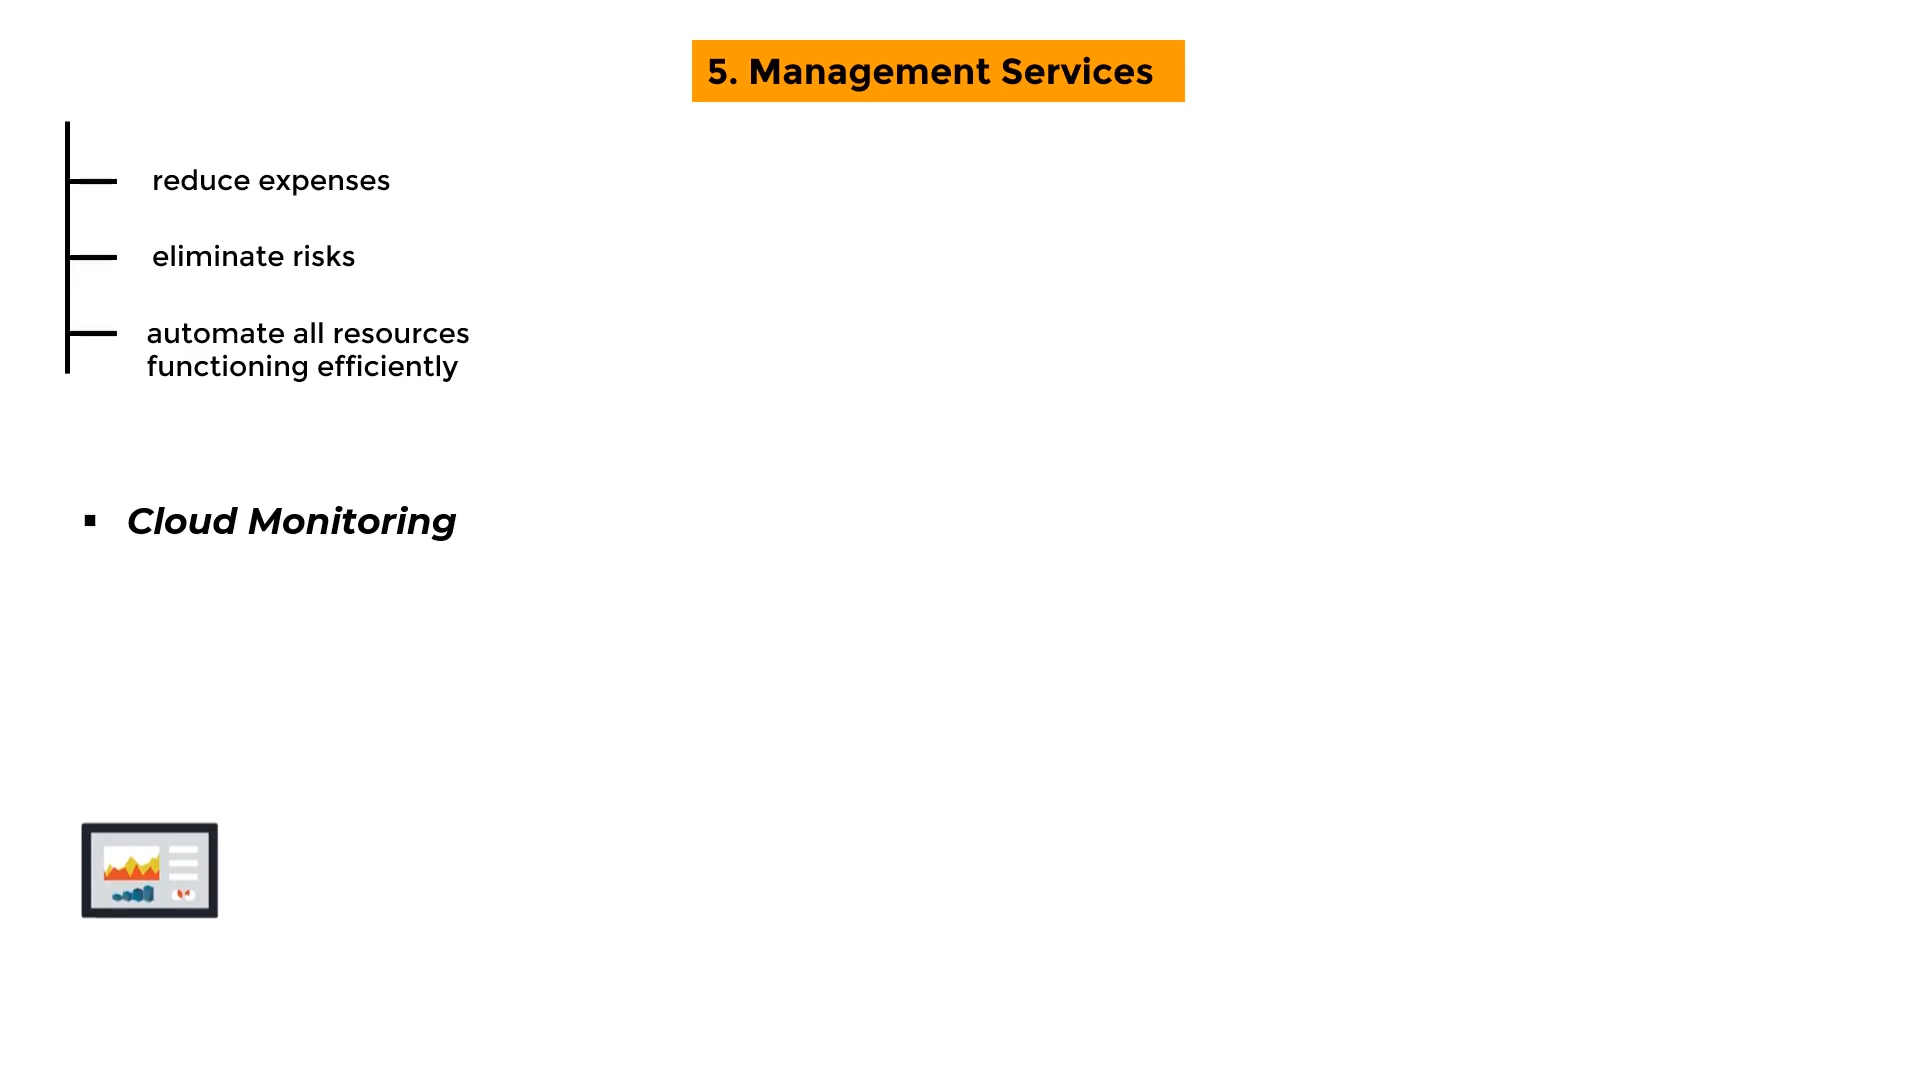 5. Management Services
reduce expenses
eliminate risks
automate all resources
functioning efficiently
▪ Cloud Monitoring